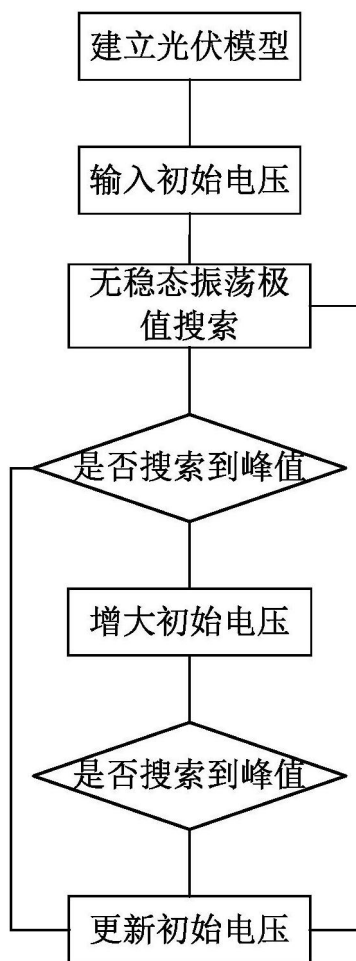 建立光伏模型
输入初始电压
无稳态振荡极
值搜索
是否搜索到峰值
增大初始电压
是否搜索到峰值
更新初始电压